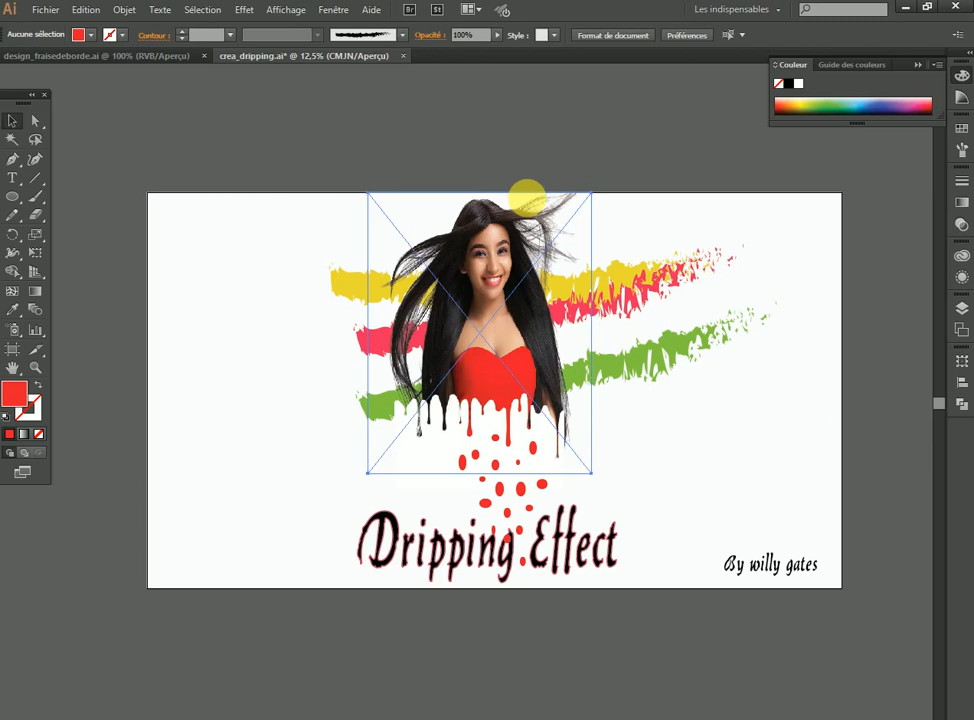 Ai Fichier Edition Objet Texte Sélection Effet Affichage Fenêtre Aide Br St Les indispensables
Aucune sélection Contour : Opacité : 100% Style : Format de document Préférences
design_fraisedeborde.ai @ 100% (RVB/Aperçu) × crea_dripping.ai* @ 12,5% (CMJN/Aperçu) ×
Couleur Guide des couleurs
Dripping Effect
By willy gates